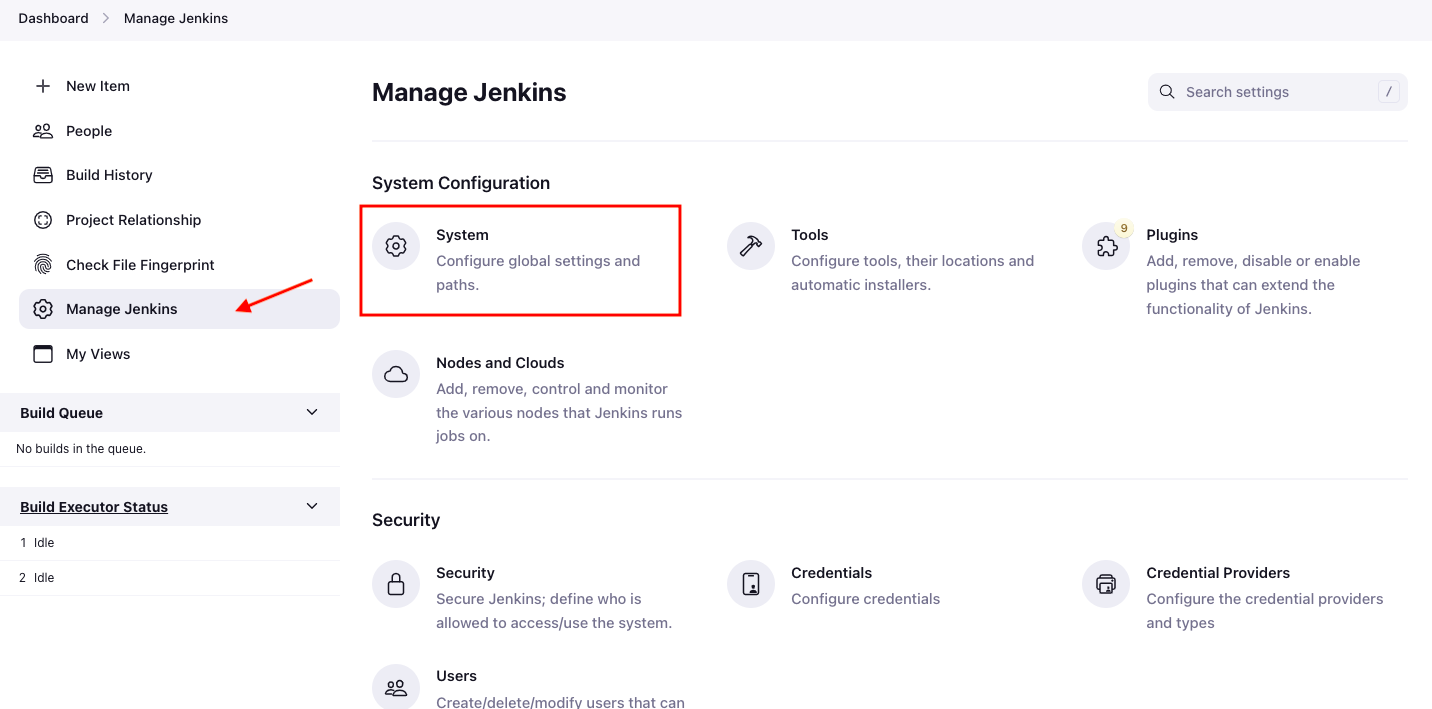 Dashboard > Manage Jenkins
New Item
People
Build History
Project Relationship
Check File Fingerprint
Manage Jenkins
My Views
Build Queue
No builds in the queue.
Build Executor Status
1 Idle
2 Idle
Manage Jenkins
Search settings /
System Configuration
System
Configure global settings and
paths.
Tools
Configure tools, their locations and
automatic installers.
9
Plugins
Add, remove, disable or enable
plugins that can extend the
functionality of Jenkins.
Nodes and Clouds
Add, remove, control and monitor
the various nodes that Jenkins runs
jobs on.
Security
Security
Secure Jenkins; define who is
allowed to access/use the system.
Credentials
Configure credentials
Credential Providers
Configure the credential providers
and types
Users
Create/delete/modify users that can